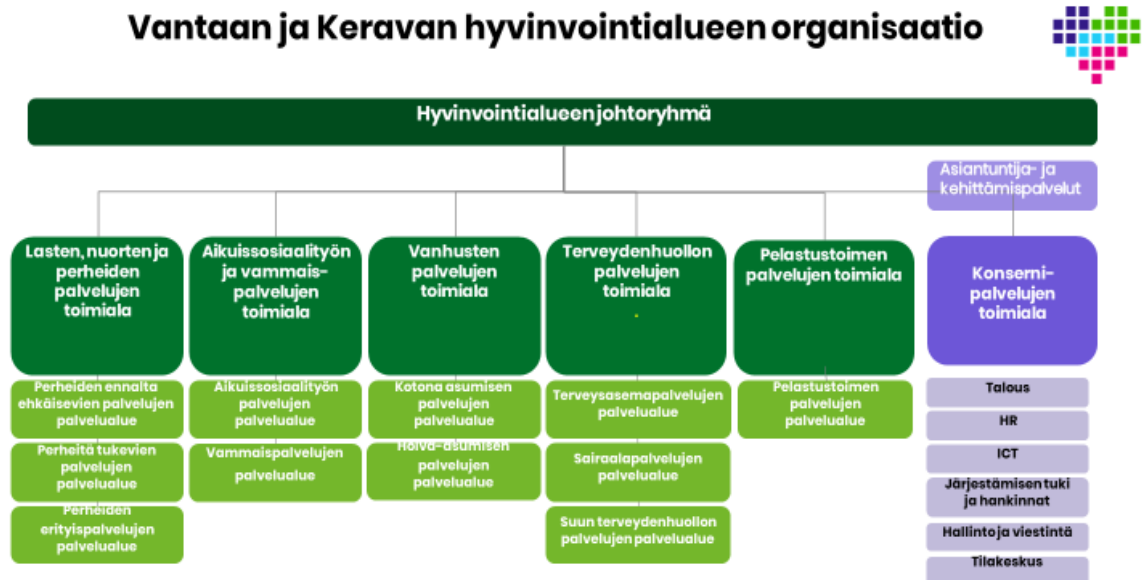 Vantaan ja Keravan hyvinvointialueen organisaatio
Hyvinvointialueen johtoryhmä
Asiantuntija- ja
kehittämispalvelut
Lasten, nuorten ja
perheiden
palvelujen
toimiala
Aikuissosiaalityön
ja vammais-
palvelujen
toimiala
Vanhusten
palvelujen
toimiala
Terveydenhuollon
palvelujen
toimiala
.
Pelastustoimen
palvelujen toimiala
Konserni-
palvelujen
toimiala
Perheiden ennalta
ehkäisevien palvelujen
palvelualue
Perheitä tukevien
palvelujen
palvelualue
Perheiden
erityispalvelujen
palvelualue
Aikuissosiaalityön
palvelujen
palvelualue
Vammaispalvelujen
palvelualue
Kotona asumisen
palvelujen
palvelualue
Hoiva-asumisen
palvelujen
palvelualue
Terveysasemapalvelujen
palvelualue
Sairaalapalvelujen
palvelualue
Suun terveydenhuollon
palvelujen palvelualue
Pelastustoimen
palvelujen
palvelualue
Talous
HR
ICT
Järjestämisen tuki
ja hankinnat
Hallinto ja viestintä
Tilakeskus